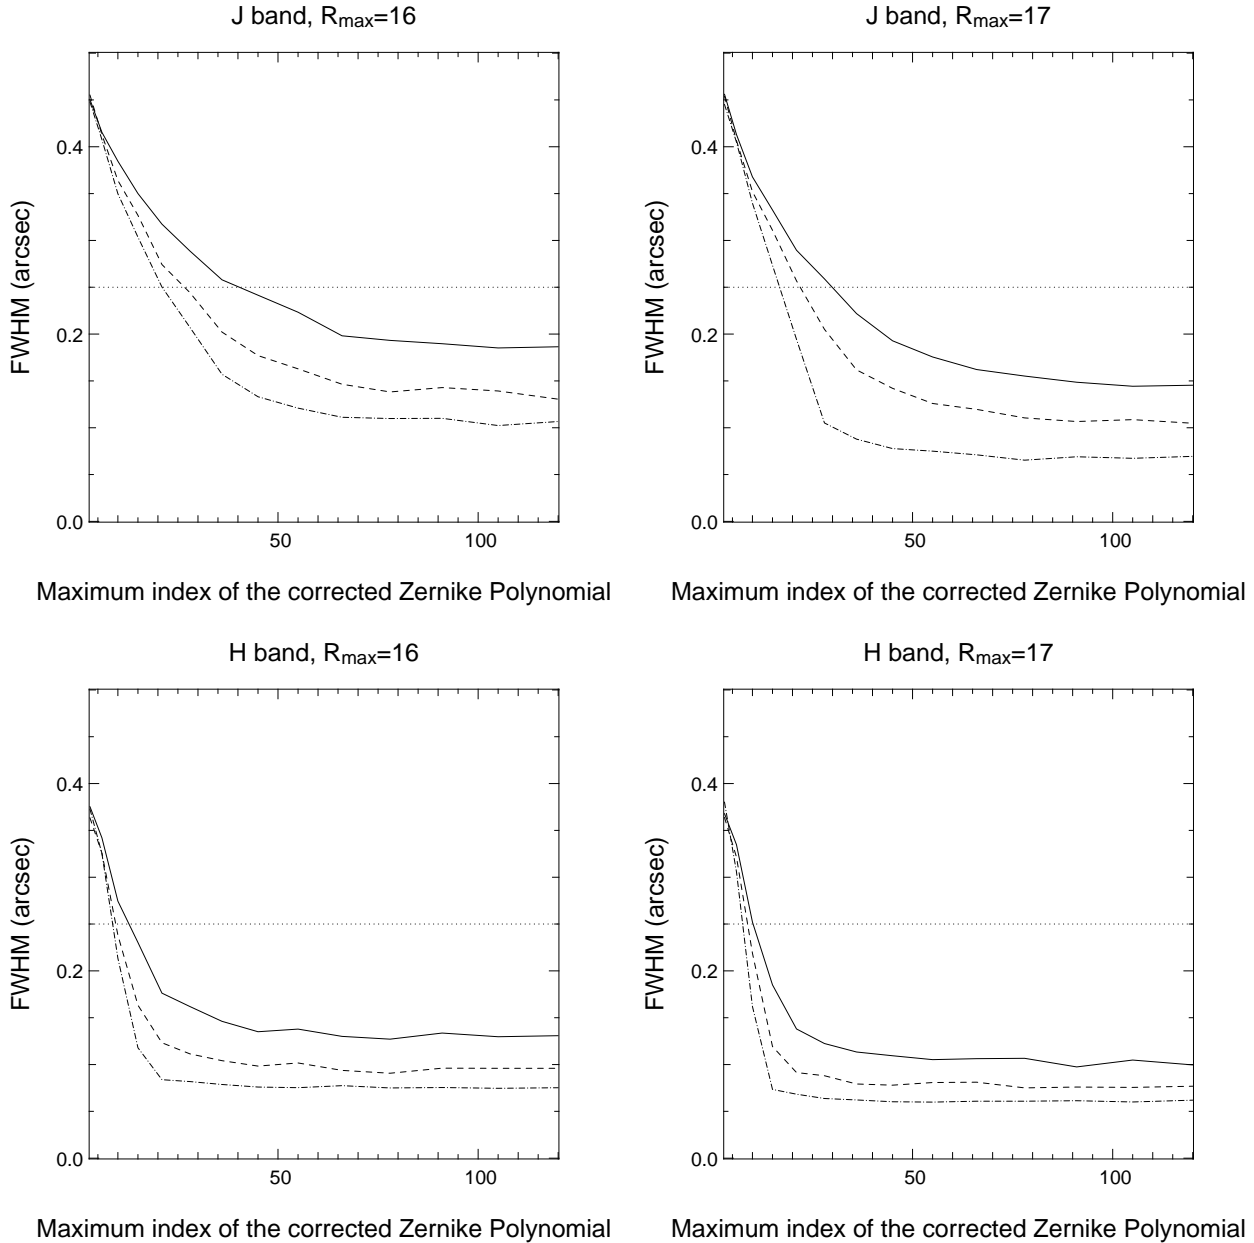 J band, Rmax=16
FWHM (arcsec)
0.4
0.2
0.0
50 100
Maximum index of the corrected Zernike Polynomial
J band, Rmax=17
FWHM (arcsec)
0.4
0.2
0.0
50 100
Maximum index of the corrected Zernike Polynomial
H band, Rmax=16
FWHM (arcsec)
0.4
0.2
0.0
50 100
Maximum index of the corrected Zernike Polynomial
H band, Rmax=17
FWHM (arcsec)
0.4
0.2
0.0
50 100
Maximum index of the corrected Zernike Polynomial